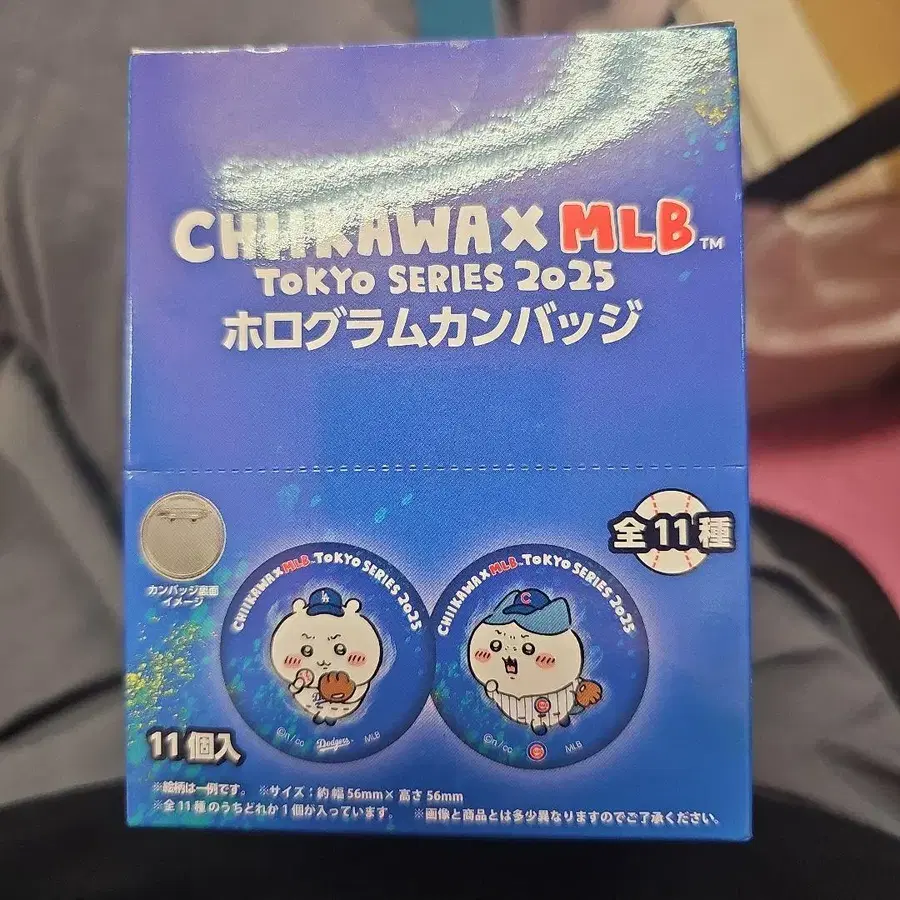 CHIIKAWA X MLB™
TOKYO SERIES 2025
ホログラムカンバッジ
全11種
カンバッジ裏面
イメージ
CHIIKAWA X MLB TOKYO SERIES 2025
LA
©n/cc Dodgers MLB
CHIIKAWA X MLB TOKYO SERIES 2025
C
©n/cc C MLB
11個入
※絵柄は一例です。 ※サイズ:約 幅56mm× 高さ56mm
※全11種 のうちどれか1個が入っています。 ※画像と商品とは多少異なりますのでご了承ください。